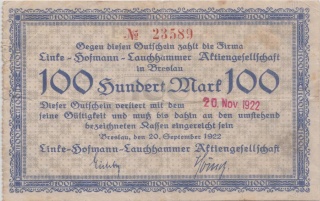 № 23589
Gegen diesen Gutschein zahlt die Firma
Linke-Hofmann-Lauchhammer Aktiengesellschaft
in Breslau
100 Hundert Mark 100
Dieser Gutschein verliert mit dem 20. Nov. 1922
seine Gültigkeit und muß bis dahin an den umstehend
bezeichneten Kassen eingereicht sein
Breslau, den 20. September 1922
Linke-Hofmann-Lauchhammer Aktiengesellschaft